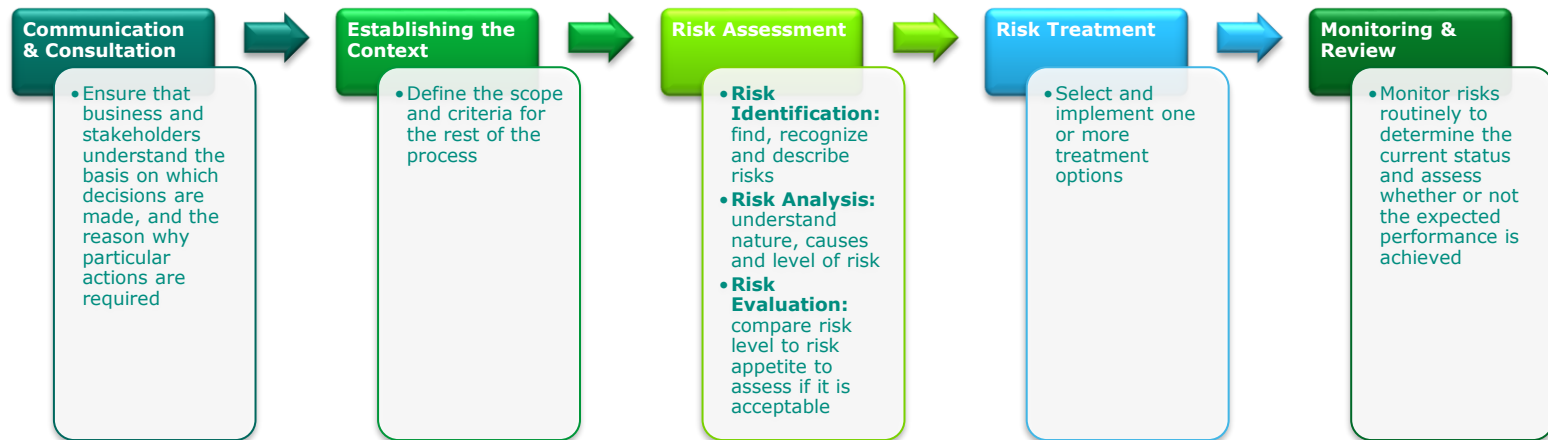 Communication
& Consultation
• Ensure that
business and
stakeholders
understand the
basis on which
decisions are
made, and the
reason why
particular
actions are
required
Establishing the
Context
• Define the scope
and criteria for
the rest of the
process
Risk Assessment
• Risk
Identification:
find, recognize
and describe
risks
• Risk Analysis:
understand
nature, causes
and level of risk
• Risk
Evaluation:
compare risk
level to risk
appetite to
assess if it is
acceptable
Risk Treatment
• Select and
implement one
or more
treatment
options
Monitoring &
Review
• Monitor risks
routinely to
determine the
current status
and assess
whether or not
the expected
performance is
achieved